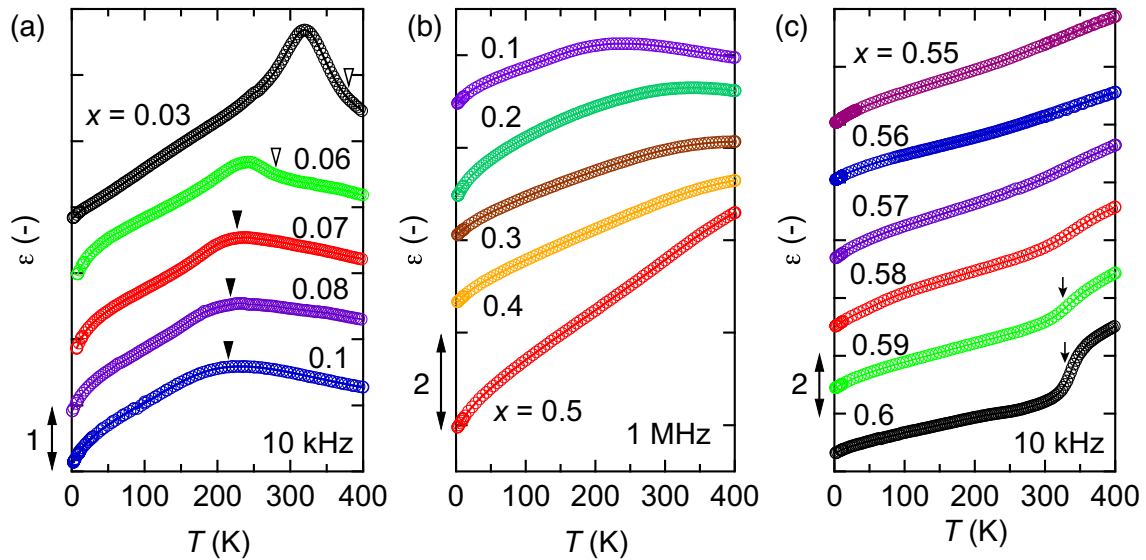 (a)
x = 0.03
0.06
0.07
0.08
0.1
1
10 kHz
ε (-)
0 100 200 300 400
T (K)
(b)
0.1
0.2
0.3
0.4
x = 0.5
2
1 MHz
ε (-)
0 100 200 300 400
T (K)
(c)
x = 0.55
0.56
0.57
0.58
0.59
0.6
2
10 kHz
ε (-)
0 100 200 300 400
T (K)